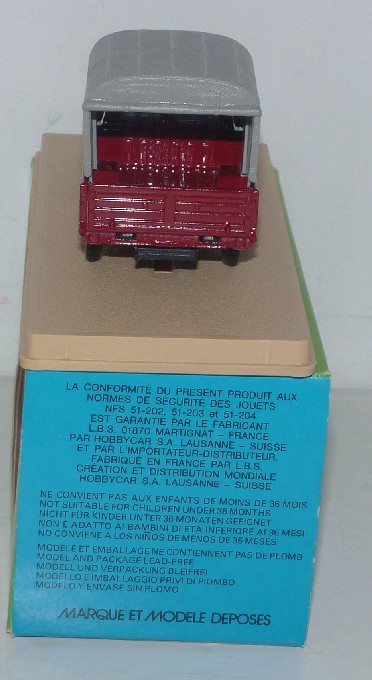 LA CONFORMITÉ DU PRESENT PRODUIT AUX
NORMES DE SECURITÉ DES JOUETS
NFS 51-202, 51-203 et 51-204
EST GARANTIE PAR LE FABRICANT
L.B.S. 01870 MARTIGNAT – FRANCE
PAR HOBBYCAR S.A. LAUSANNE – SUISSE
ET PAR L'IMPORTATEUR-DISTRIBUTEUR.
FABRIQUÉ EN FRANCE PAR L.B.S.
CRÉATION ET DISTRIBUTION MONDIALE
HOBBYCAR S.A. LAUSANNE – SUISSE
NE CONVIENT PAS AUX ENFANTS DE MOINS DE 36 MOIS
NOT SUITABLE FOR CHILDREN UNDER 36 MONTHS
NICHT FÜR KINDER UNTER 36 MONATEN GEEIGNET
NON È ADATTO AI BAMBINI DI ETA INFERIORE AI 36 MESI
NO CONVIENE A LOS NIÑOS DE MENOS DE 36 MESES
MODÈLE ET EMBALLAGE NE CONTIENNENT PAS DE PLOMB
MODEL AND PACKAGE LEAD-FREE
MODELL UND VERPACKUNG BLEIFREI
MODELLO E IMBALLAGGIO PRIVI DI PIOMBO
MODELO Y ENVASE SIN PLOMO
MARQUE ET MODELE DEPOSES